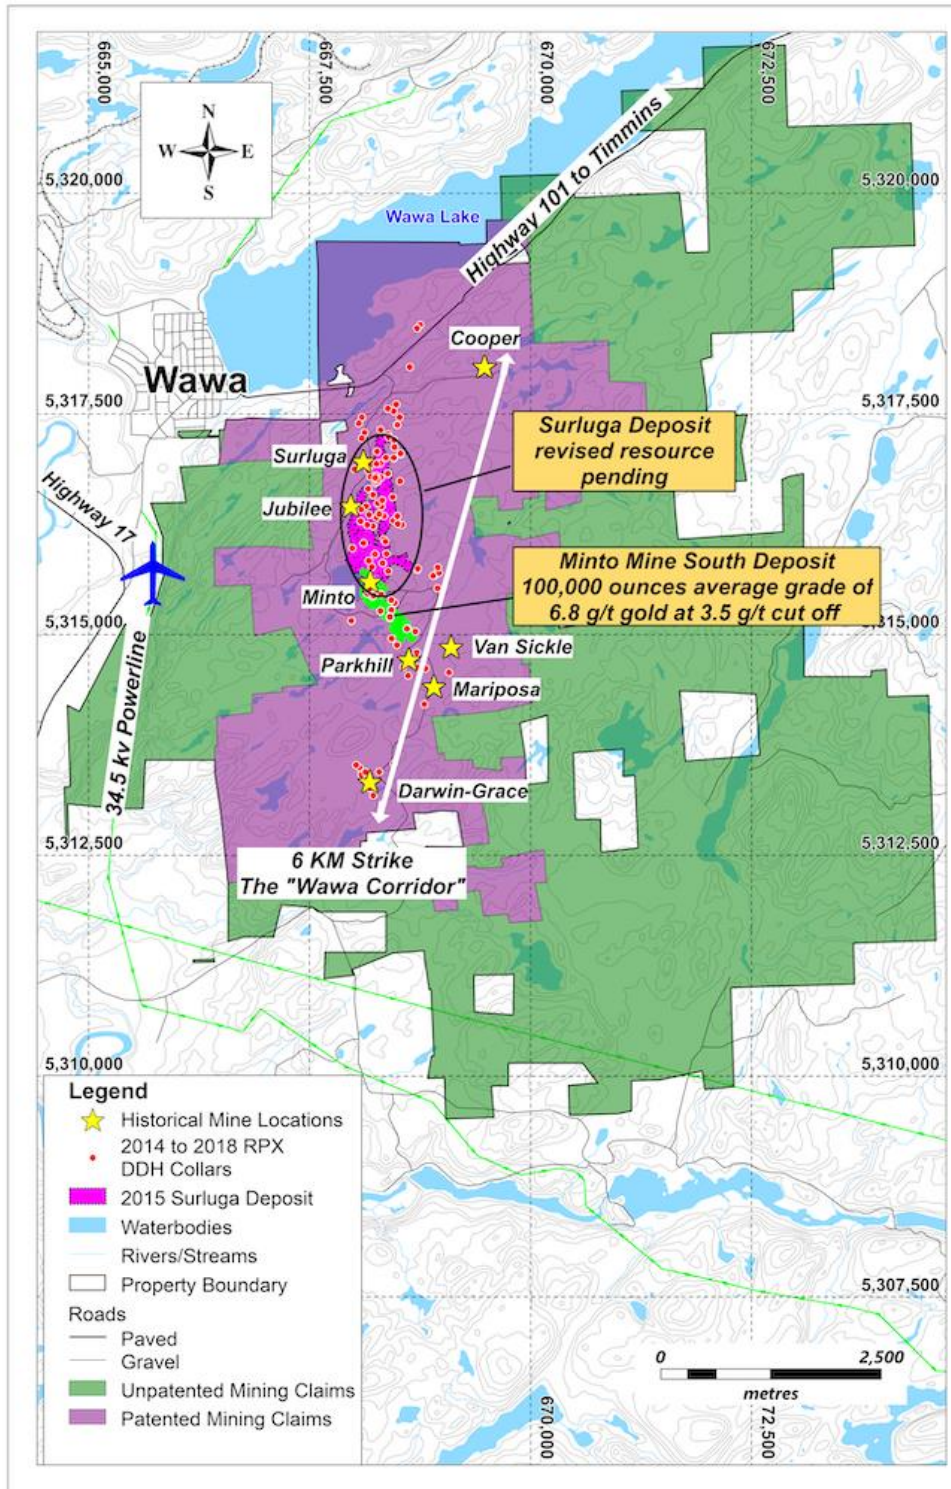 665,000
667,500
670,000
672,500
N
W E
S
5,320,000
5,320,000
Wawa Lake
Highway 101 to Timmins
Cooper
Wawa
5,317,500
5,317,500
Surluga Deposit
revised resource
pending
Surluga
Jubilee
Highway 17
Minto Mine South Deposit
100,000 ounces average grade of
6.8 g/t gold at 3.5 g/t cut off
Minto
5,315,000
5,315,000
Van Sickle
Parkhill
Mariposa
34.5 kv Powerline
Darwin-Grace
5,312,500
5,312,500
6 KM Strike
The "Wawa Corridor"
5,310,000
5,310,000
Legend
Historical Mine Locations
2014 to 2018 RPX
DDH Collars
2015 Surluga Deposit
Waterbodies
Rivers/Streams
Property Boundary
5,307,500
Roads
Paved
Gravel
Unpatented Mining Claims
Patented Mining Claims
0 2,500
metres
670,000
72,500